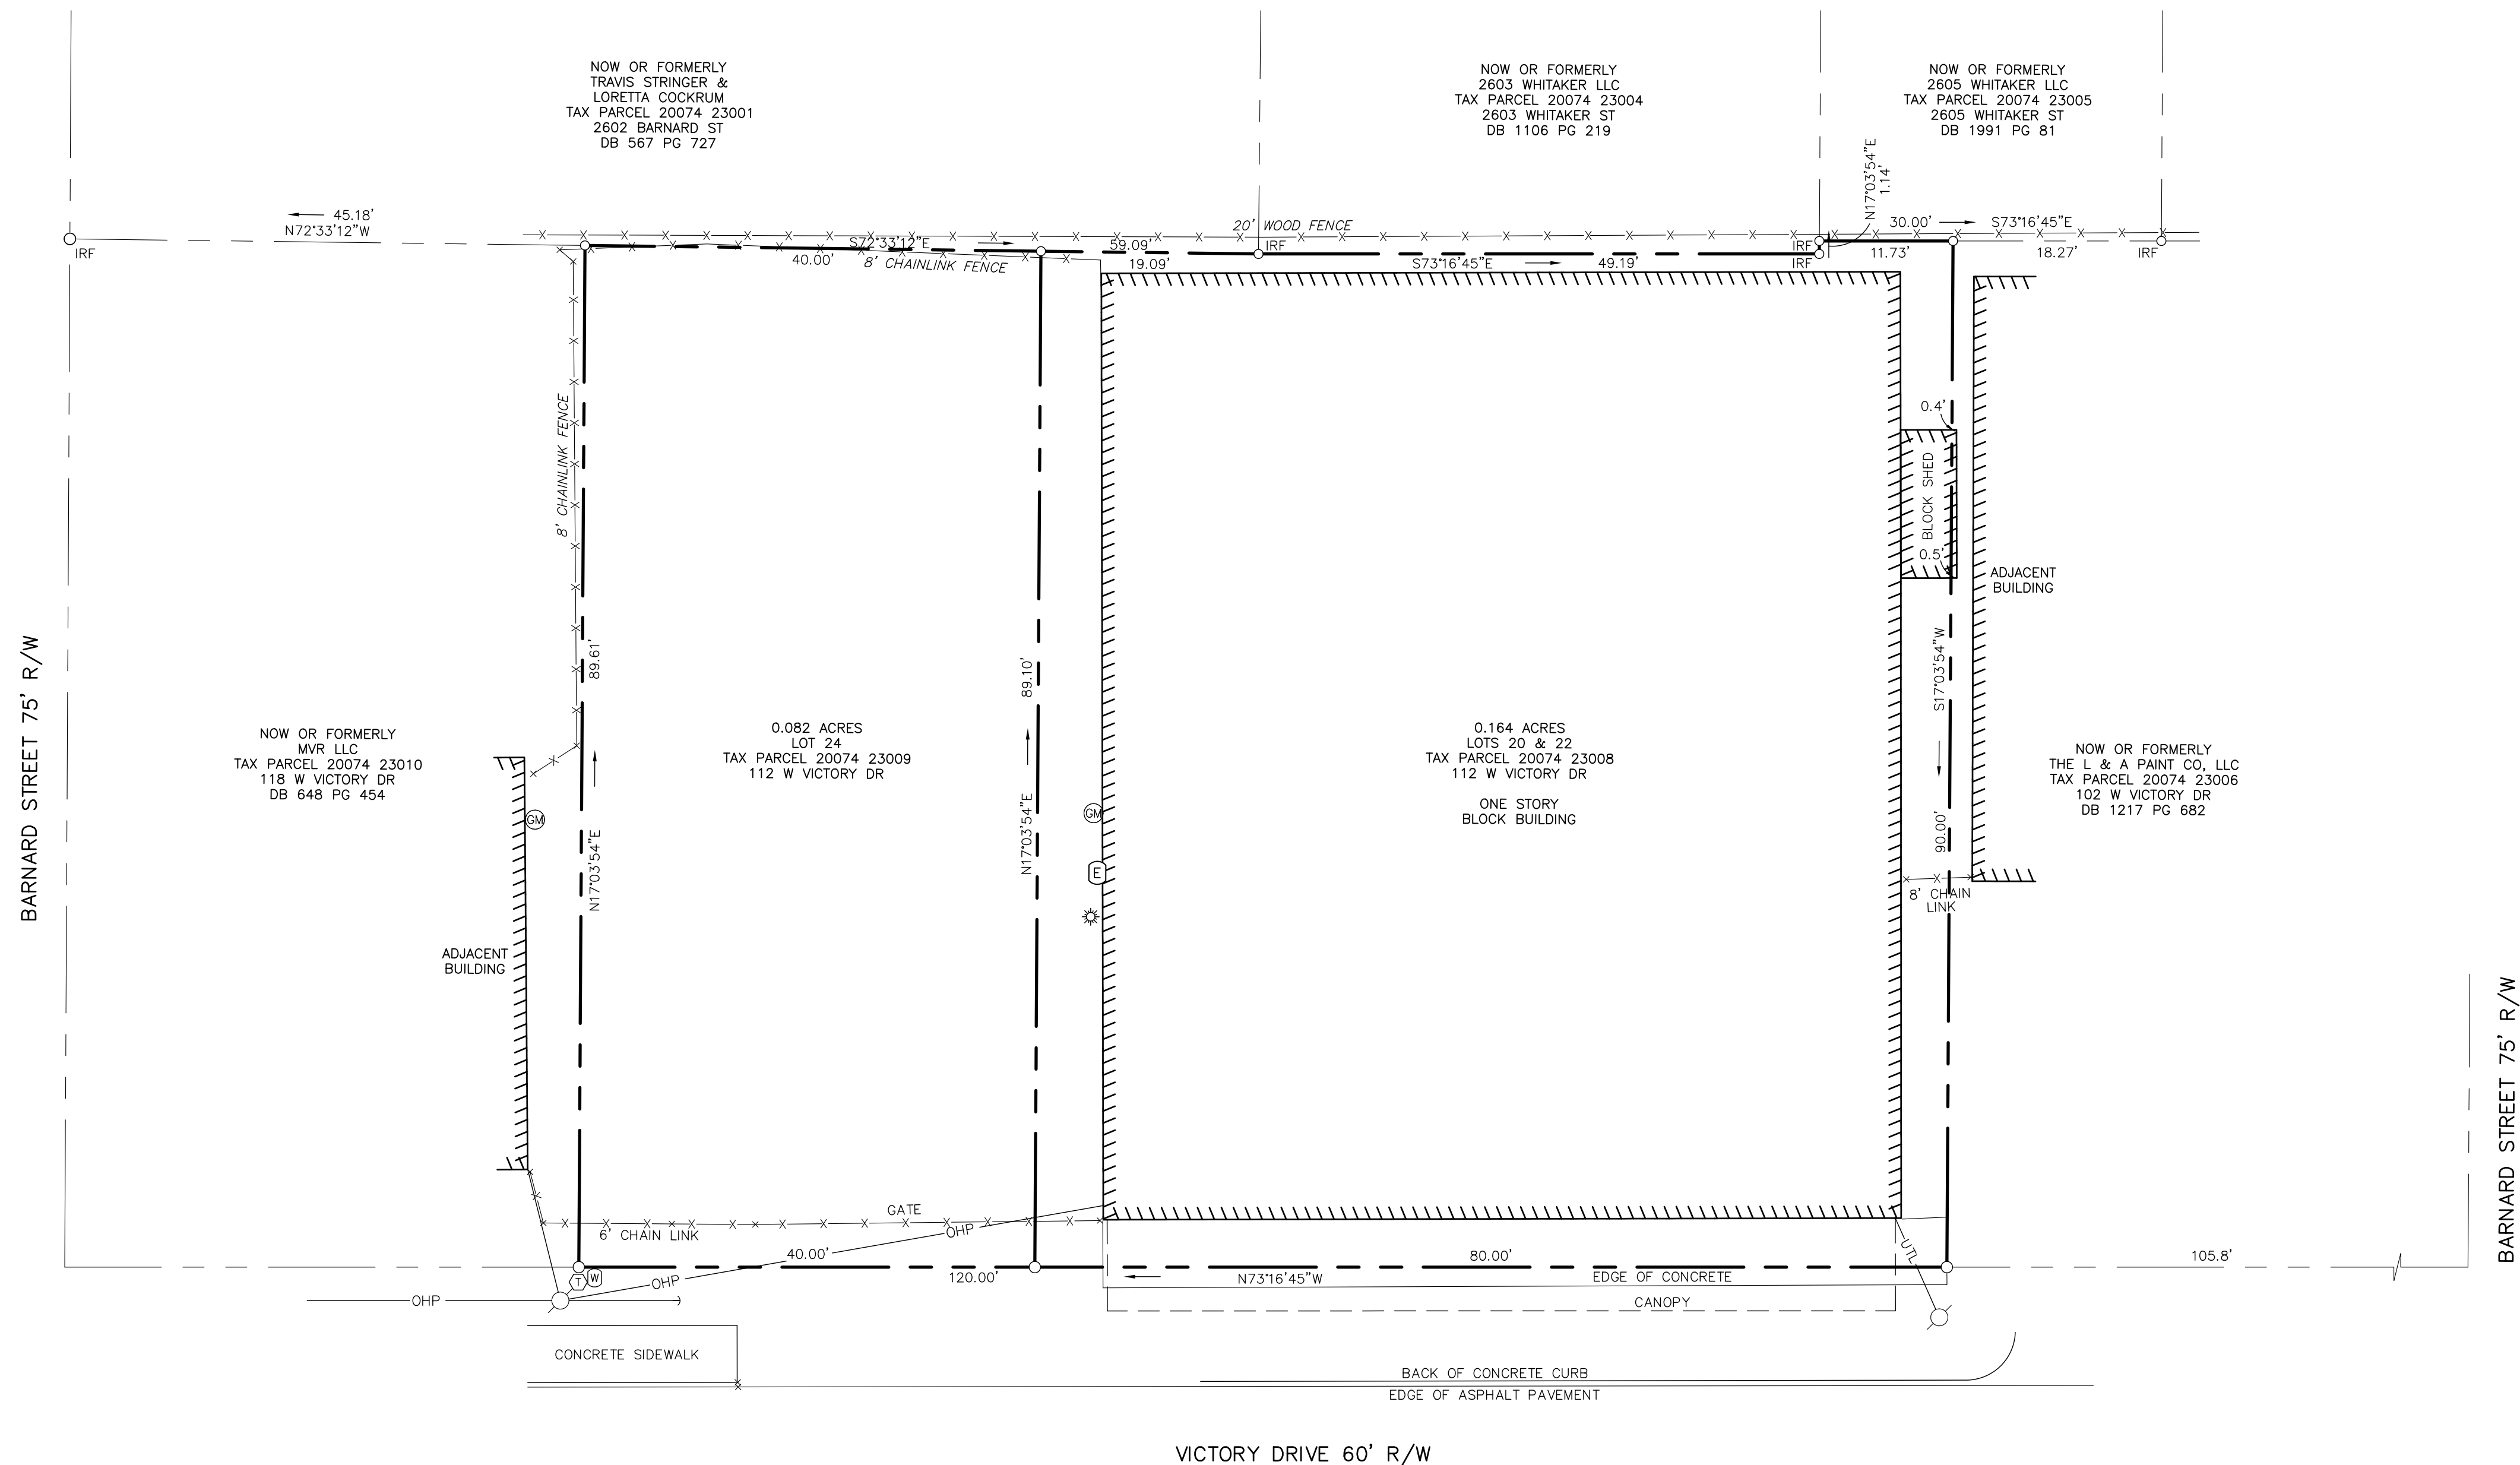 NOW OR FORMERLY
TRAVIS STRINGER &
LORETTA COCKRUM
TAX PARCEL 20074 23001
2602 BARNARD ST
DB 567 PG 727
NOW OR FORMERLY
2603 WHITAKER LLC
TAX PARCEL 20074 23004
2603 WHITAKER ST
DB 1106 PG 219
NOW OR FORMERLY
2605 WHITAKER LLC
TAX PARCEL 20074 23005
2605 WHITAKER ST
DB 1991 PG 81
N17°03'54"E
1.14'
45.18'
N72°33'12"W
IRF
S72°33'12"E
40.00'
8' CHAINLINK FENCE
59.09'
19.09'
20' WOOD FENCE
IRF
S73°16'45"E
49.19'
IRF
IRF
30.00'
S73°16'45"E
11.73'
18.27'
IRF
8' CHAINLINK FENCE
0.4'
BLOCK SHED
0.5'
ADJACENT
BUILDING
BARNARD STREET 75' R/W
89.61'
N17°03'54"E
89.10'
N17°03'54"E
S17°03'54"W
90.00'
NOW OR FORMERLY
MVR LLC
TAX PARCEL 20074 23010
118 W VICTORY DR
DB 648 PG 454
0.082 ACRES
LOT 24
TAX PARCEL 20074 23009
112 W VICTORY DR
0.164 ACRES
LOTS 20 & 22
TAX PARCEL 20074 23008
112 W VICTORY DR
ONE STORY
BLOCK BUILDING
NOW OR FORMERLY
THE L & A PAINT CO, LLC
TAX PARCEL 20074 23006
102 W VICTORY DR
DB 1217 PG 682
GM
GM
E
8' CHAIN
LINK
ADJACENT
BUILDING
BARNARD STREET 75' R/W
GATE
6' CHAIN LINK
OHP
40.00'
80.00'
UTL
105.8'
T
W
OHP
120.00'
N73°16'45"W
EDGE OF CONCRETE
OHP
CANOPY
CONCRETE SIDEWALK
BACK OF CONCRETE CURB
EDGE OF ASPHALT PAVEMENT
VICTORY DRIVE 60' R/W